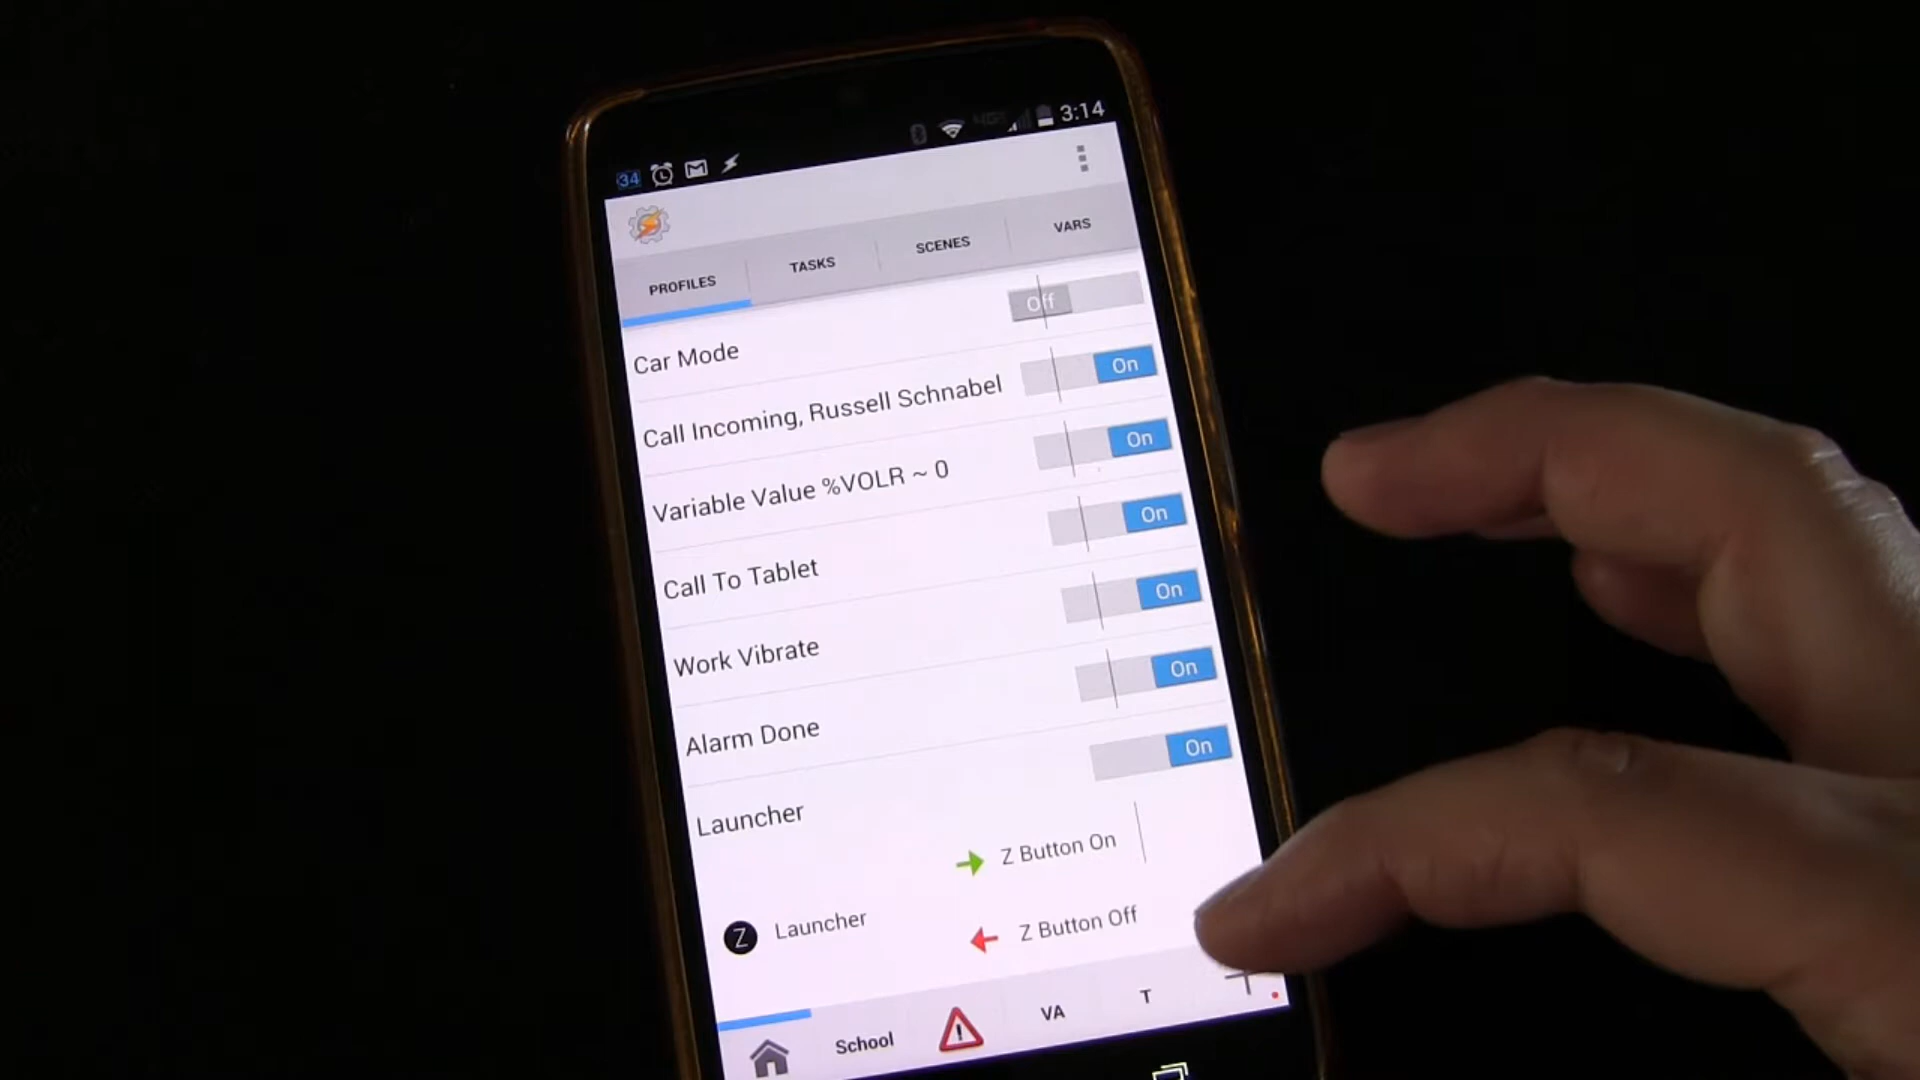 34 3:14
PROFILES TASKS SCENES VARS
Off
Car Mode
On
Call Incoming, Russell Schnabel
On
Variable Value %VOLR ~ 0
On
Call To Tablet
On
Work Vibrate
On
Alarm Done
On
Launcher
Z Button On
Z Launcher
Z Button Off
School VA T